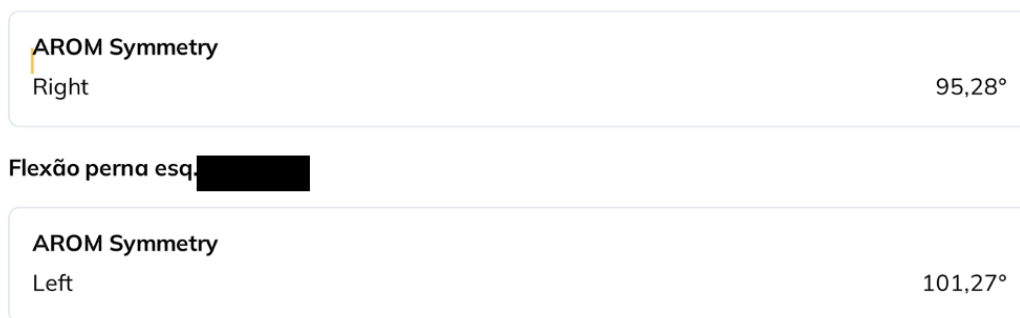 AROM Symmetry
Right 95,28°
Flexão perna esq.
AROM Symmetry
Left 101,27°